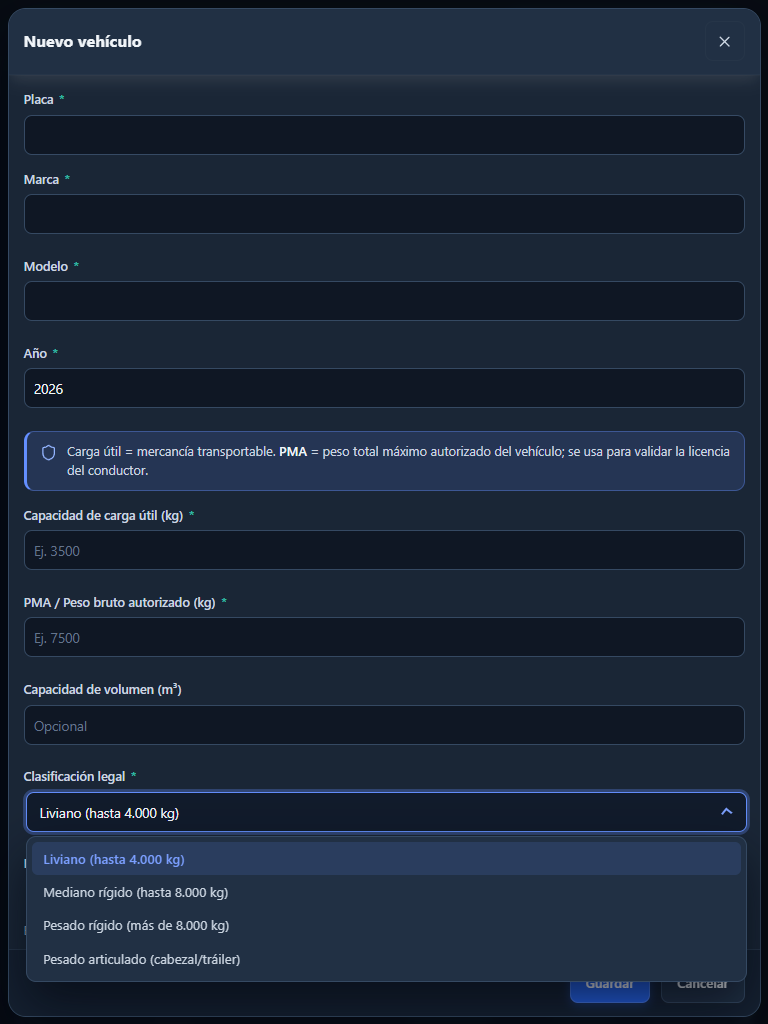 Nuevo vehículo
Placa *
Marca *
Modelo *
Año *
2026
Carga útil = mercancía transportable. PMA = peso total máximo autorizado del vehículo; se usa para validar la licencia
del conductor.
Capacidad de carga útil (kg) *
Ej. 3500
PMA / Peso bruto autorizado (kg) *
Ej. 7500
Capacidad de volumen (m³)
Opcional
Clasificación legal *
Liviano (hasta 4.000 kg)
Liviano (hasta 4.000 kg)
Mediano rígido (hasta 8.000 kg)
Pesado rígido (más de 8.000 kg)
Pesado articulado (cabezal/tráiler)
Guardar Cancelar